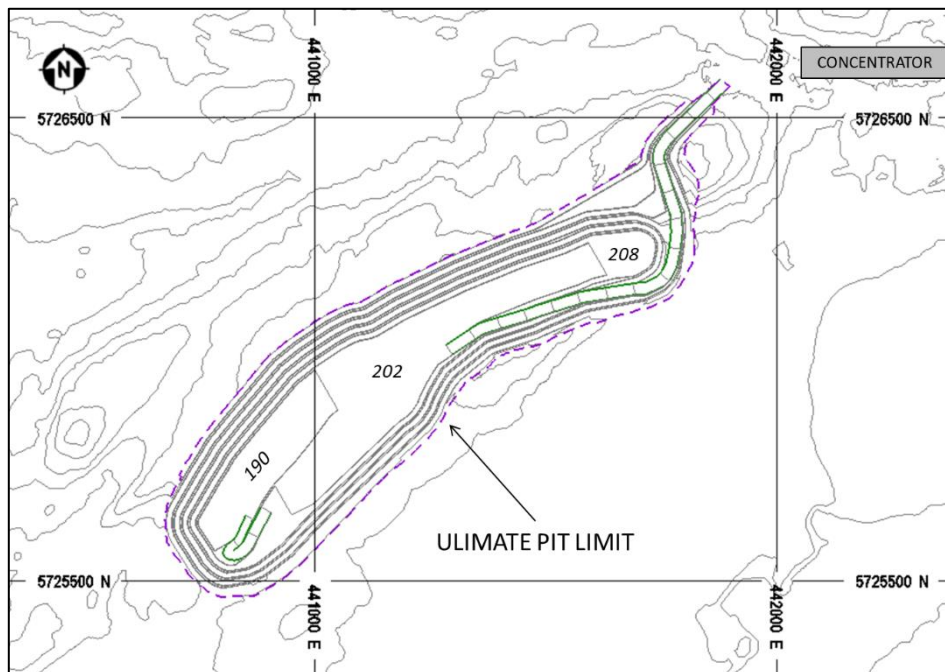 N
441000 E
442000 E
CONCENTRATOR
5726500 N
5726500 N
208
202
190
ULIMATE PIT LIMIT
5725500 N
5725500 N
441000 E
442000 E